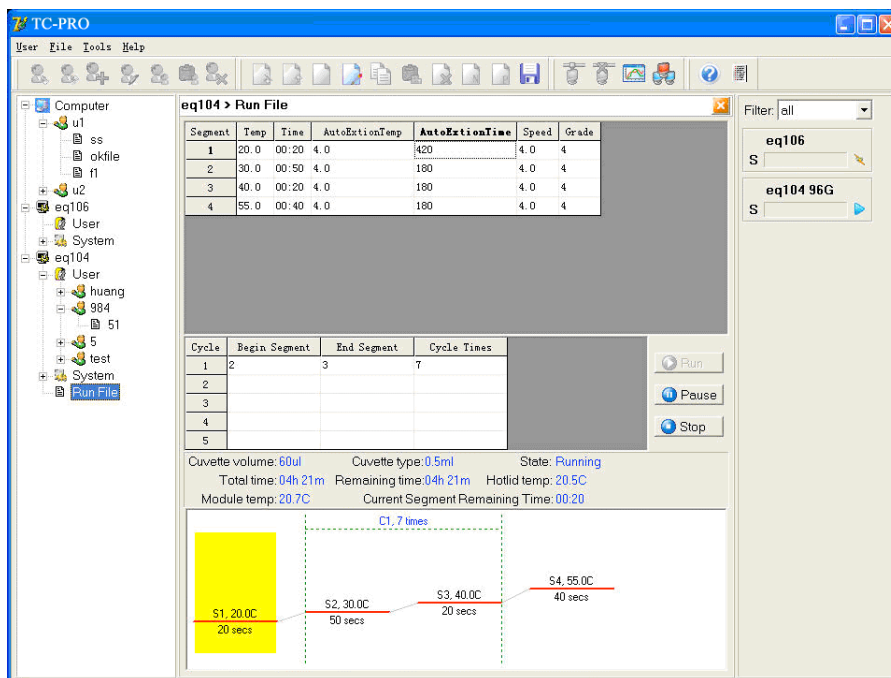 TC-PRO
User File Tools Help
Computer
u1
ss
okfile
f1
u2
eq106
User
System
eq104
User
huang
984
51
5
test
System
Run File
eq104 > Run File
Segment Temp Time AutoExtionTemp AutoExtionTime Speed Grade
1 20.0 00:20 4.0 420 4.0 4
2 30.0 00:50 4.0 180 4.0 4
3 40.0 00:20 4.0 180 4.0 4
4 55.0 00:40 4.0 180 4.0 4
Cycle Begin Segment End Segment Cycle Times
1 2 3 7
2
3
4
5
Run
Pause
Stop
Cuvette volume: 60ul Cuvette type: 0.5ml State: Running
Total time: 04h 21m Remaining time: 04h 21m Hotlid temp: 20.5C
Module temp: 20.7C Current Segment Remaining Time: 00:20
C1, 7 times
S1, 20.0C
20 secs
S2, 30.0C
50 secs
S3, 40.0C
20 secs
S4, 55.0C
40 secs
Filter: all
eq106
S
eq104 96G
S